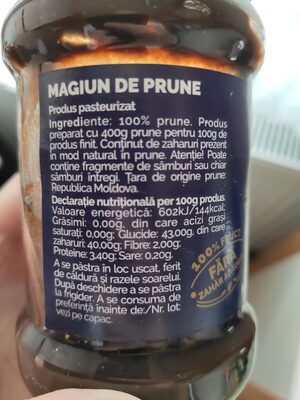 MAGIUN DE PRUNE
Produs pasteurizat
Ingrediente: 100% prune. Produs
preparat cu 400g prune pentru 100g de
produs finit. Conținut de zaharuri prezent
în mod natural în prune. Atenție! Poate
conține fragmente de sâmburi sau chiar
sâmburi întregi. Țara de origine prune:
Republica Moldova.
Declarație nutrițională per 100g produs.
Valoare energetică: 602kJ/144kcal.
Grăsimi: 0,00g, din care acizi grași
saturați: 0,00g; Glucide: 43,00g, din care
zaharuri: 40,00g; Fibre: 2,00g;
Proteine: 3,40g; Sare: 0,20g.
A se păstra în loc uscat, ferit
de căldură și razele soarelui.
După deschidere a se păstra
la frigider. A se consuma de
preferință înainte de:/Nr. lot:
vezi pe capac.
100% FRUCT
FĂRĂ
ZAHĂR